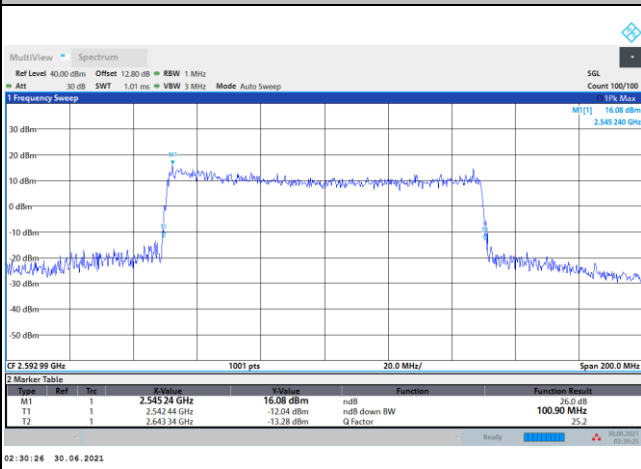 MultiView Spectrum
Ref Level 40.00 dBm Offset 12.80 dB RBW 1 MHz SGL
Att 30 dB SWT 1.01 ms VBW 3 MHz Mode Auto Sweep Count 100/100
1 Frequency Sweep 1Pk Max
M1[1] 16.08 dBm
2.545 240 GHz
30 dBm
M1
20 dBm
10 dBm
0 dBm
T1 T2
-10 dBm
-20 dBm
-30 dBm
-40 dBm
-50 dBm
CF 2.592 99 GHz 1001 pts 20.0 MHz/ Span 200.0 MHz
2 Marker Table
Type Ref Trc X-Value Y-Value Function Function Result
M1 1 2.545 24 GHz 16.08 dBm ndB 26.0 dB
T1 1 2.542 44 GHz -12.04 dBm ndB down BW 100.90 MHz
T2 1 2.643 34 GHz -13.28 dBm Q Factor 25.2
Ready 30.06.2021
02:30:25
02:30:26 30.06.2021